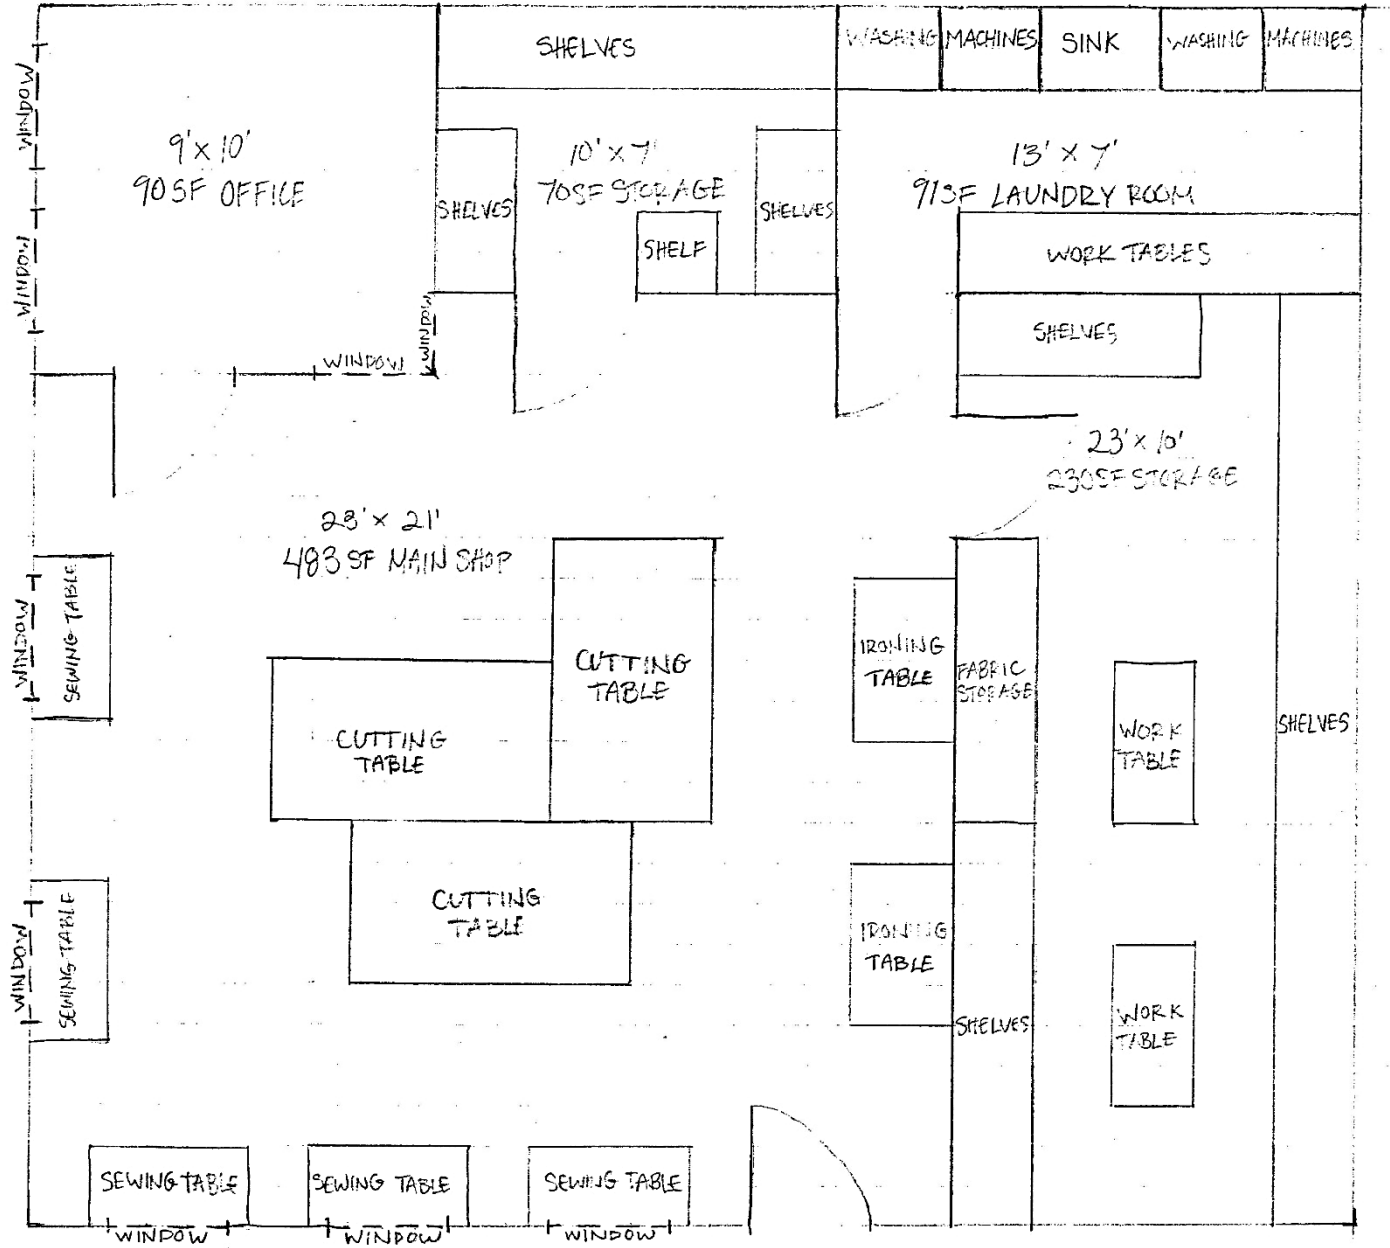 SHELVES
WASHING
MACHINES
SINK
WASHING
MACHINES
WINDOW
9' x 10'
90 SF OFFICE
10' x 7'
70SF STORAGE
13' x 7'
91SF LAUNDRY ROOM
SHELVES
SHELVES
SHELF
WORK TABLES
WINDOW
WINDOW
WINDOW
SHELVES
23' x 10'
230SF STORAGE
23' x 21'
483 SF MAIN SHOP
WINDOW
SEWING TABLE
CUTTING
TABLE
IRONING
TABLE
FABRIC
STORAGE
CUTTING
TABLE
WORK
TABLE
SHELVES
WINDOW
SEWING TABLE
CUTTING
TABLE
IRONING
TABLE
SHELVES
WORK
TABLE
SEWING TABLE
SEWING TABLE
SEWING TABLE
WINDOW
WINDOW
WINDOW